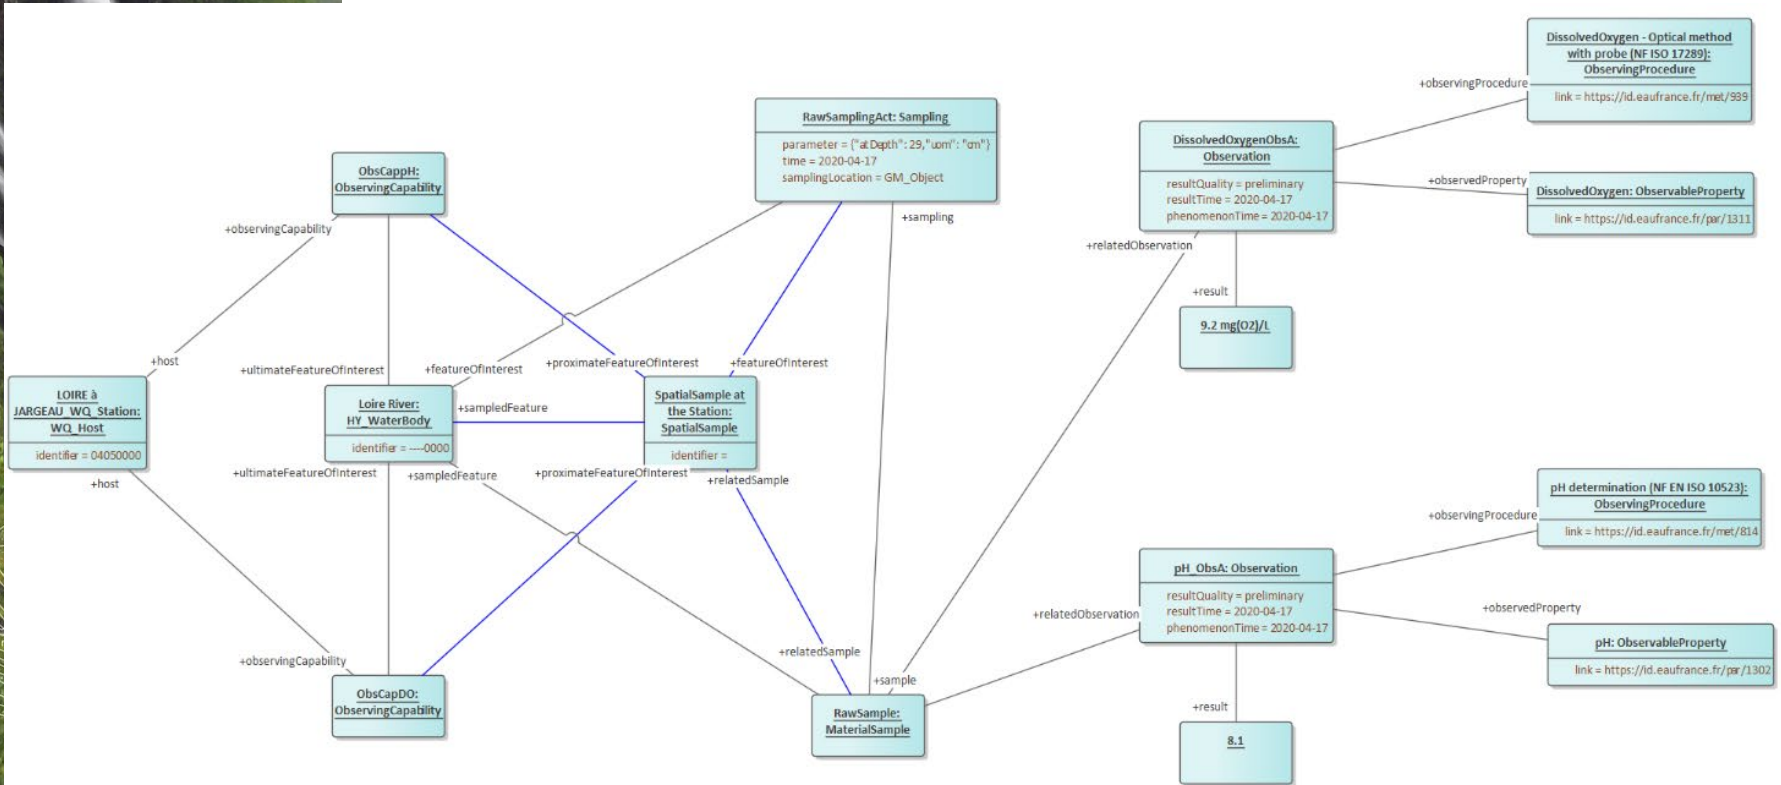 DissolvedOxygen - Optical method
with probe (NF ISO 17289):
ObservingProcedure
link = https://id.eaufrance.fr/met/939
+observingProcedure
RawSamplingAct: Sampling
parameter = {"atDepth": 29,"uom": "cm"}
time = 2020-04-17
samplingLocation = GM_Object
DissolvedOxygenObsA:
Observation
resultQuality = preliminary
resultTime = 2020-04-17
phenomenonTime = 2020-04-17
+observedProperty
DissolvedOxygen: ObservableProperty
link = https://id.eaufrance.fr/par/1311
ObsCappH:
ObservingCapability
+observingCapability
+sampling
+relatedObservation
+result
9.2 mg(O2)/L
+host
+ultimateFeatureOfInterest
+featureOfInterest
+proximateFeatureOfInterest
+featureOfInterest
LOIRE à
JARGEAU_WQ_Station:
WQ_Host
identifier = 04050000
Loire River:
HY_WaterBody
identifier = ----0000
+sampledFeature
SpatialSample at
the Station:
SpatialSample
identifier =
+host
+ultimateFeatureOfInterest
+sampledFeature
+proximateFeatureOfInterest
+relatedSample
pH determination (NF EN ISO 10523):
ObservingProcedure
link = https://id.eaufrance.fr/met/814
+observingProcedure
pH_ObsA: Observation
resultQuality = preliminary
resultTime = 2020-04-17
phenomenonTime = 2020-04-17
+relatedObservation
+observedProperty
pH: ObservableProperty
link = https://id.eaufrance.fr/par/1302
+observingCapability
+relatedSample
+sample
ObsCapDO:
ObservingCapability
RawSample:
MaterialSample
+result
8.1